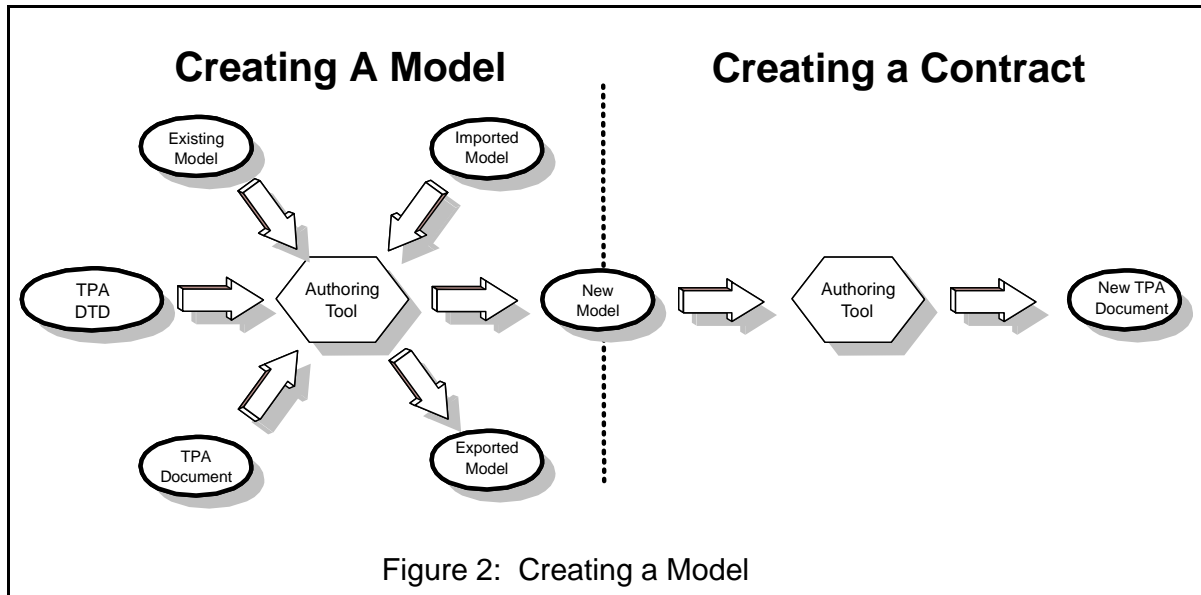 Creating A Model
Creating a Contract
Existing
Model
Imported
Model
TPA
DTD
Authoring
Tool
New
Model
Authoring
Tool
New TPA
Document
TPA
Document
Exported
Model
Figure 2:  Creating a Model